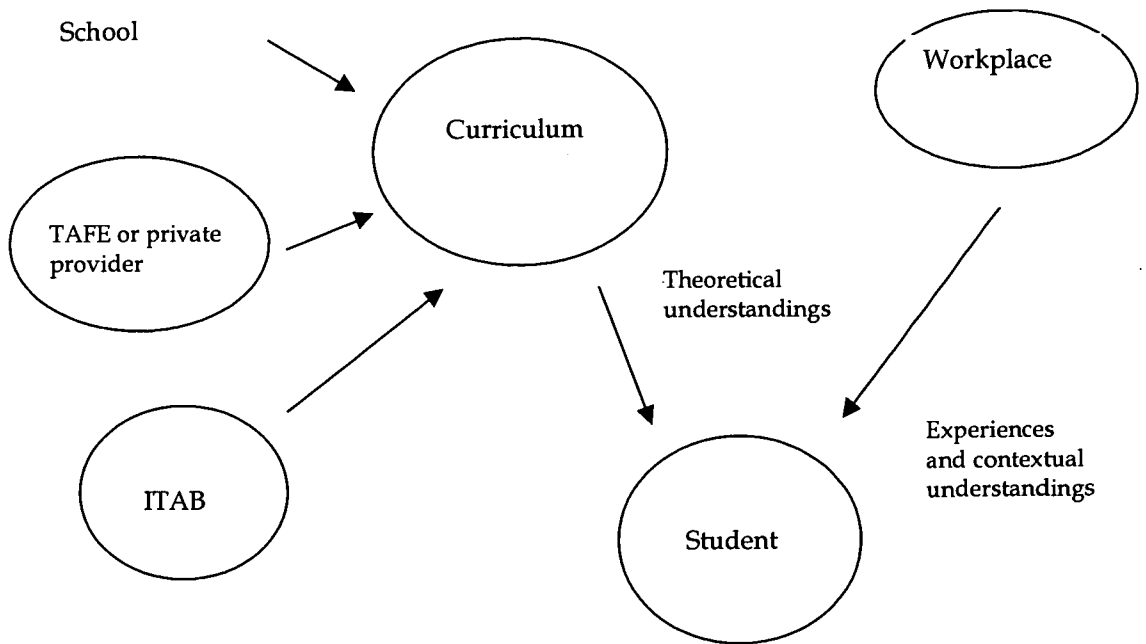 School
Workplace
Curriculum
TAFE or private
provider
Theoretical
understandings
Experiences
and contextual
understandings
ITAB
Student